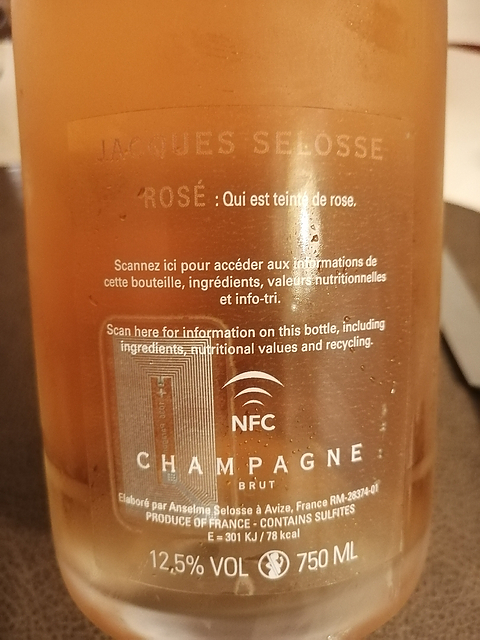 JACQUES SELOSSE
ROSÉ : Qui est teinté de rose.
Scannez ici pour accéder aux informations de
cette bouteille, ingrédients, valeurs nutritionnelles
et info-tri.
Scan here for information on this bottle, including
ingredients, nutritional values and recycling.
NFC
CHAMPAGNE
BRUT
Elaboré par Anselme Selosse à Avize, France RM-28374-01
PRODUCE OF FRANCE - CONTAINS SULFITES
E = 301 KJ / 78 kcal
12,5% VOL 750 ML